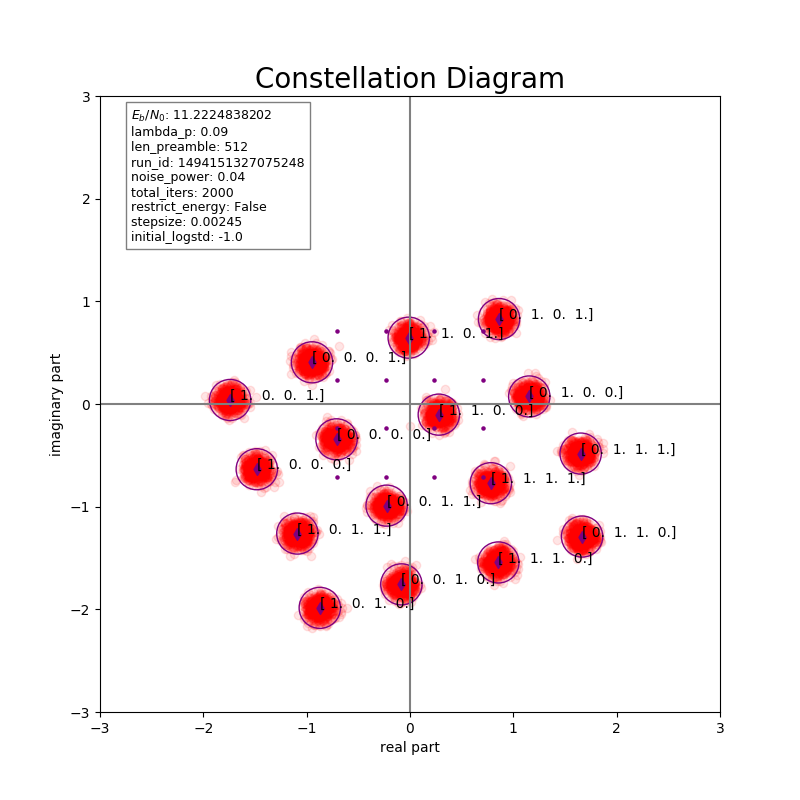 Constellation Diagram
E_b/N_0: 11.2224838202
lambda_p: 0.09
len_preamble: 512
run_id: 1494151327075248
noise_power: 0.04
total_iters: 2000
restrict_energy: False
stepsize: 0.00245
initial_logstd: -1.0
3
2
1
0
−1
−2
−3
imaginary part
[ 0. 1. 0. 1.]
[ 1. 1. 0. 1.]
[ 0. 0. 0. 1.]
[ 1. 0. 0. 1.]
[ 0. 1. 0. 0.]
[ 1. 1. 0. 0.]
[ 0. 0. 0. 0.]
[ 0. 1. 1. 1.]
[ 1. 0. 0. 0.]
[ 1. 1. 1. 1.]
[ 0. 0. 1. 1.]
[ 1. 0. 1. 1.]
[ 0. 1. 1. 0.]
[ 1. 1. 1. 0.]
[ 0. 0. 1. 0.]
[ 1. 0. 1. 0.]
−3 −2 −1 0 1 2 3
real part